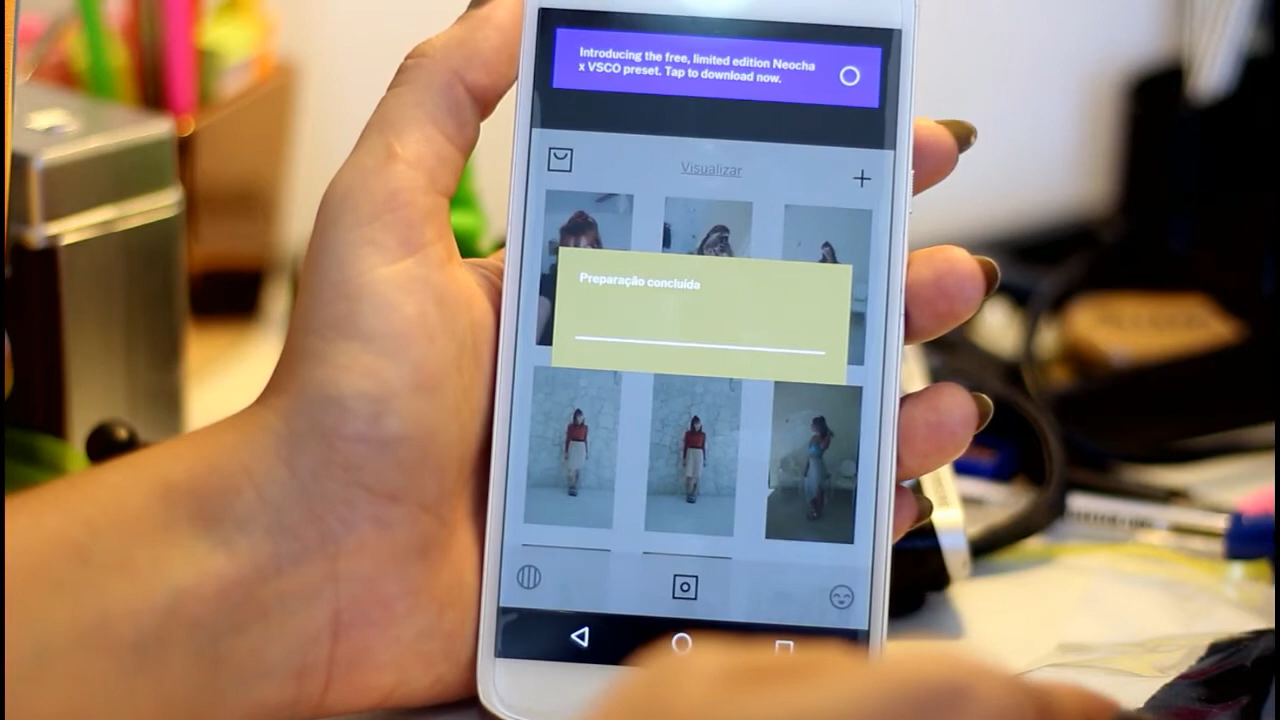 Introducing the free, limited edition Neocha
x VSCO preset. Tap to download now.
Visualizar
Preparação concluída